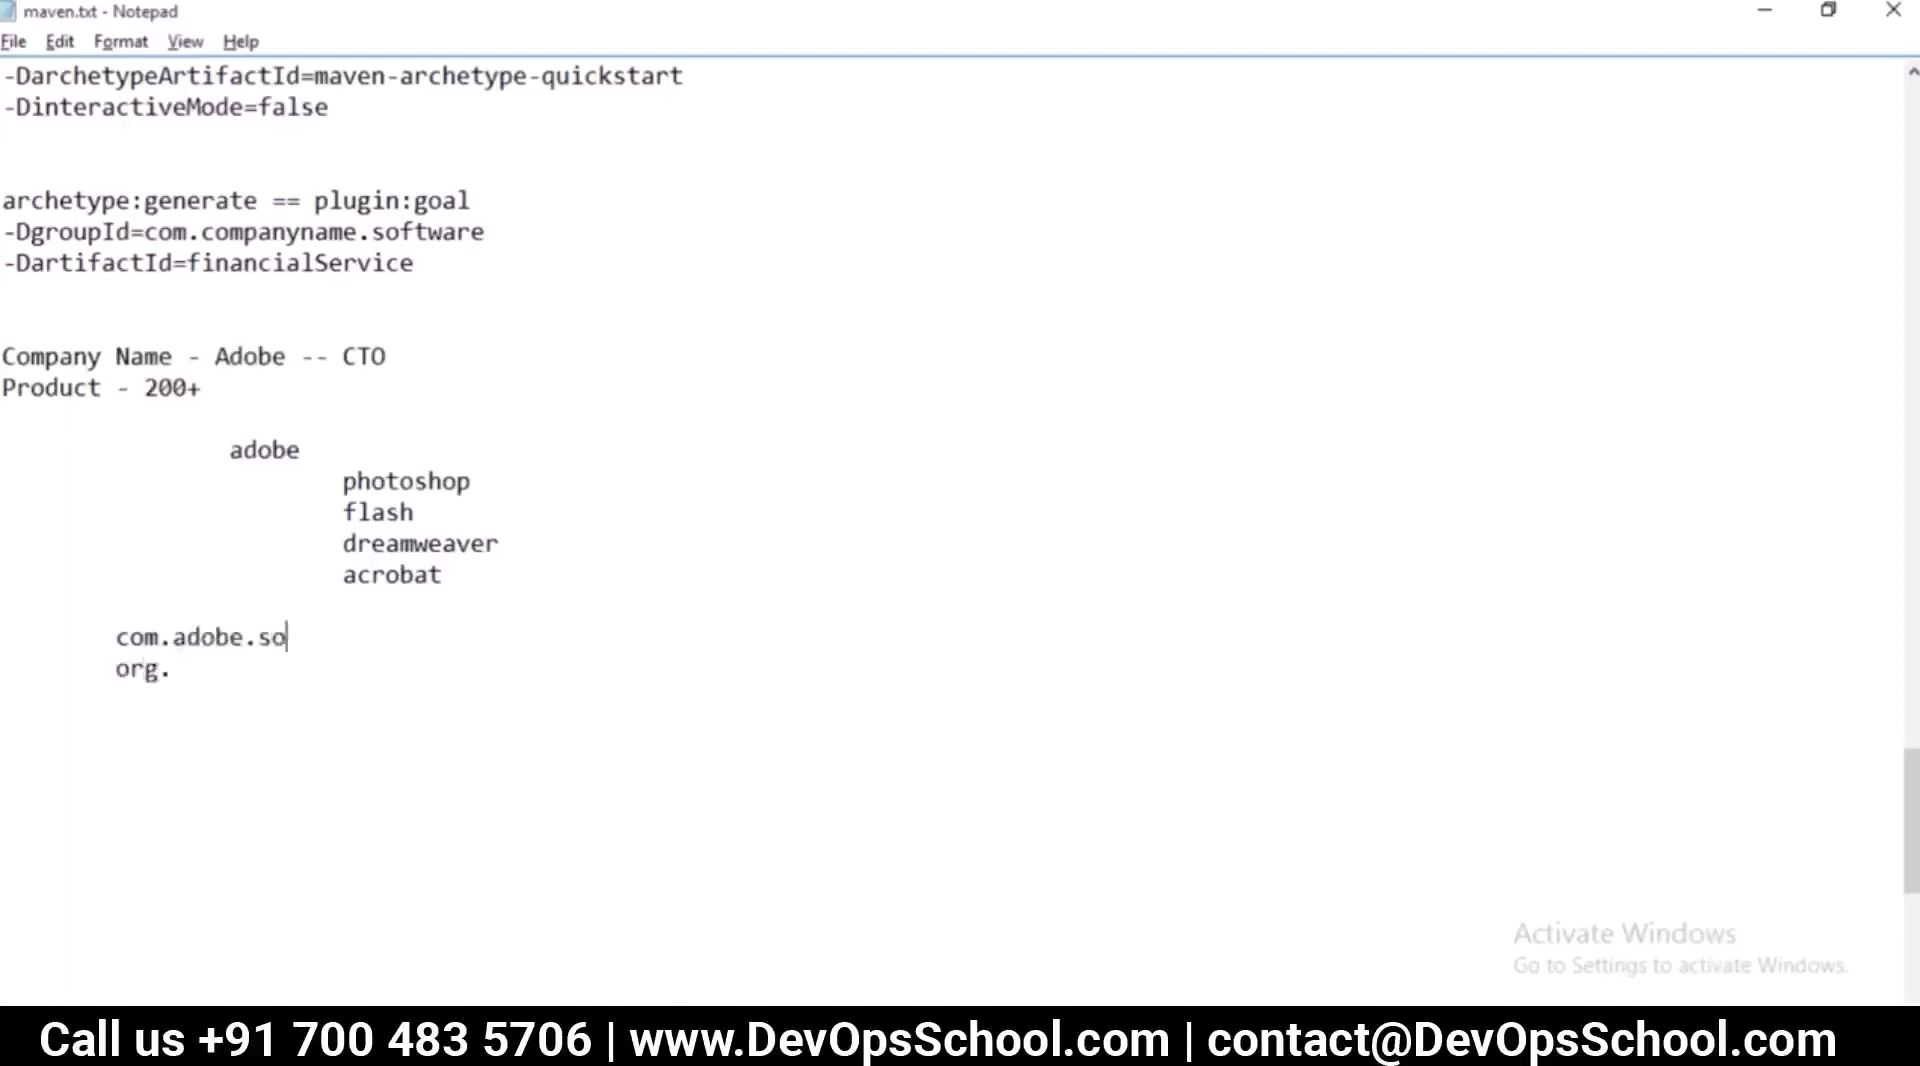 maven.txt - Notepad
File Edit Format View Help
-DarchetypeArtifactId=maven-archetype-quickstart
-DinteractiveMode=false
archetype:generate == plugin:goal
-DgroupId=com.companyname.software
-DartifactId=financialService
Company Name - Adobe -- CTO
Product - 200+
adobe
photoshop
flash
dreamweaver
acrobat
com.adobe.so
org.
Activate Windows
Go to Settings to activate Windows.
Call us +91 700 483 5706 | www.DevOpsSchool.com | contact@DevOpsSchool.com